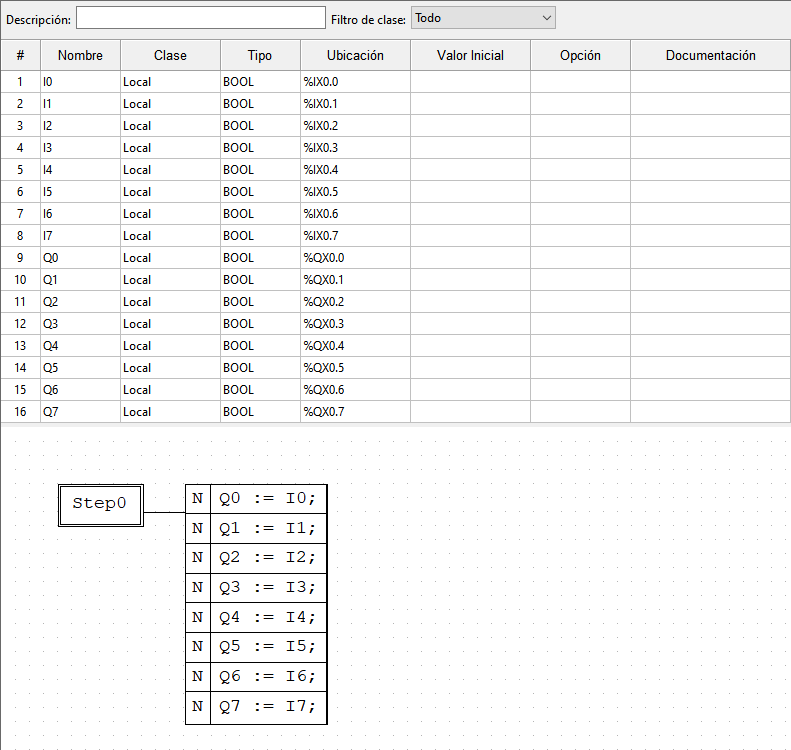 Descripción: Filtro de clase: Todo
# Nombre Clase Tipo Ubicación Valor Inicial Opción Documentación
1 I0 Local BOOL %IX0.0
2 I1 Local BOOL %IX0.1
3 I2 Local BOOL %IX0.2
4 I3 Local BOOL %IX0.3
5 I4 Local BOOL %IX0.4
6 I5 Local BOOL %IX0.5
7 I6 Local BOOL %IX0.6
8 I7 Local BOOL %IX0.7
9 Q0 Local BOOL %QX0.0
10 Q1 Local BOOL %QX0.1
11 Q2 Local BOOL %QX0.2
12 Q3 Local BOOL %QX0.3
13 Q4 Local BOOL %QX0.4
14 Q5 Local BOOL %QX0.5
15 Q6 Local BOOL %QX0.6
16 Q7 Local BOOL %QX0.7
Step0
N Q0 := I0;
N Q1 := I1;
N Q2 := I2;
N Q3 := I3;
N Q4 := I4;
N Q5 := I5;
N Q6 := I6;
N Q7 := I7;